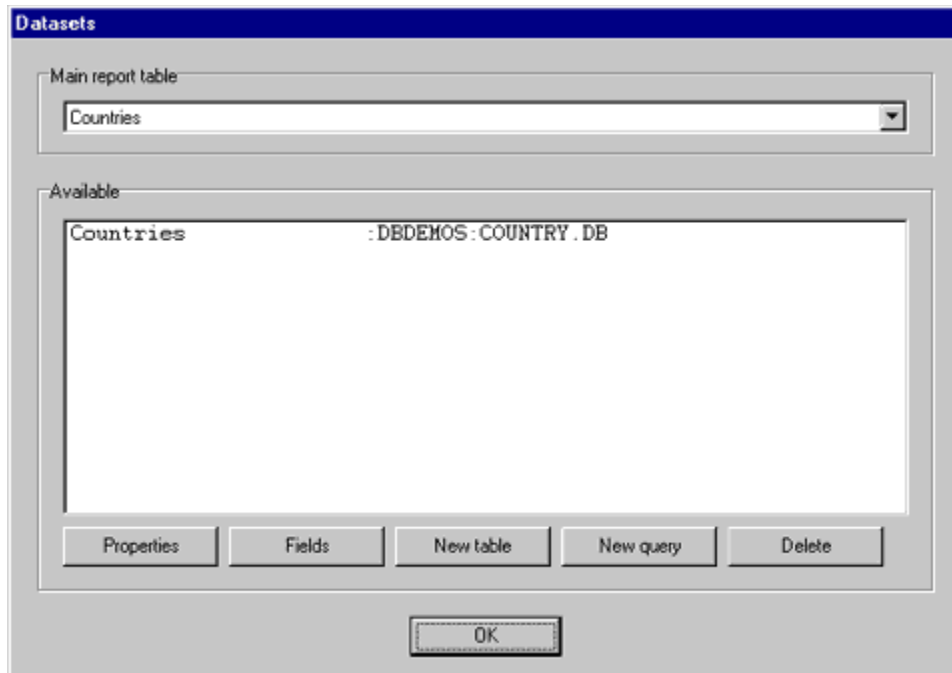 Datasets
Main report table
Countries
Available
Countries :DBDEMOS:COUNTRY.DB
Properties Fields New table New query Delete
OK